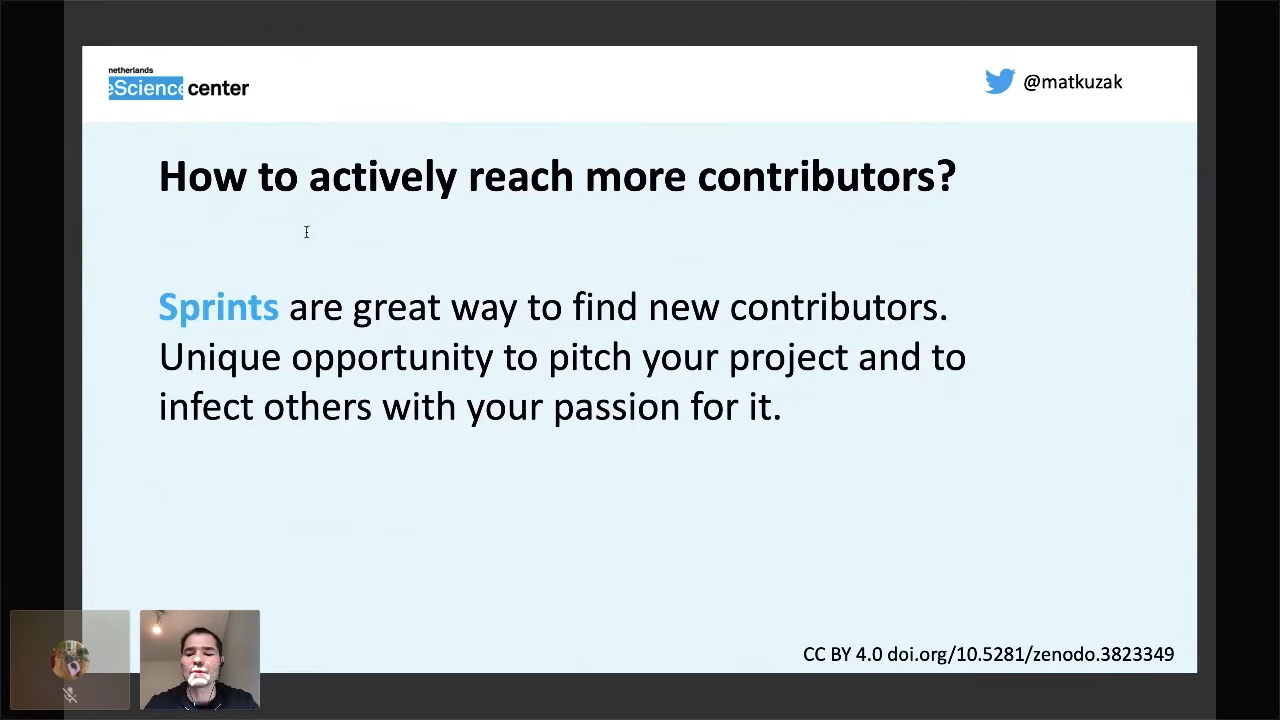 netherlands
eScience center
@matkuzak
How to actively reach more contributors?
Sprints are great way to find new contributors.
Unique opportunity to pitch your project and to
infect others with your passion for it.
CC BY 4.0 doi.org/10.5281/zenodo.3823349